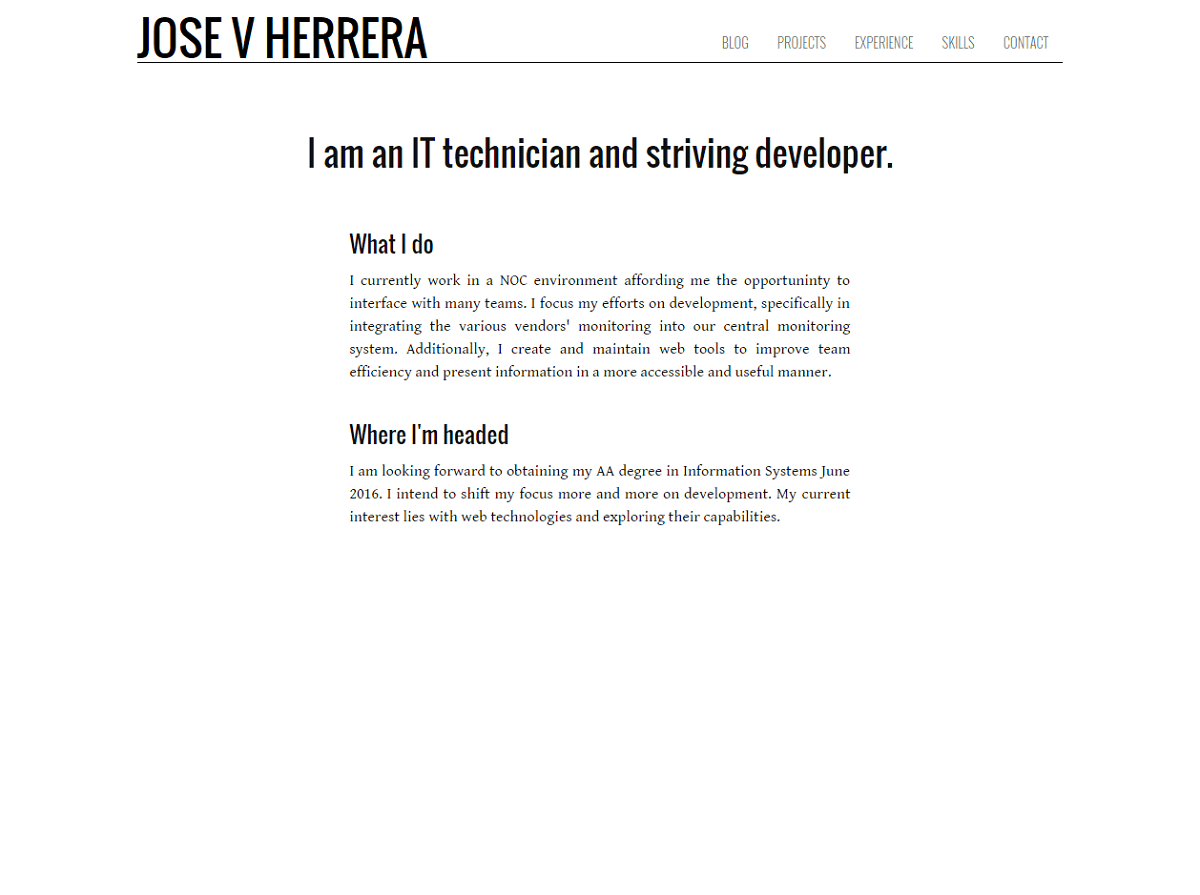 JOSE V HERRERA
BLOG PROJECTS EXPERIENCE SKILLS CONTACT
I am an IT technician and striving developer.
What I do
I currently work in a NOC environment affording me the opportuninty to
interface with many teams. I focus my efforts on development, specifically in
integrating the various vendors' monitoring into our central monitoring
system. Additionally, I create and maintain web tools to improve team
efficiency and present information in a more accessible and useful manner.
Where I'm headed
I am looking forward to obtaining my AA degree in Information Systems June
2016. I intend to shift my focus more and more on development. My current
interest lies with web technologies and exploring their capabilities.